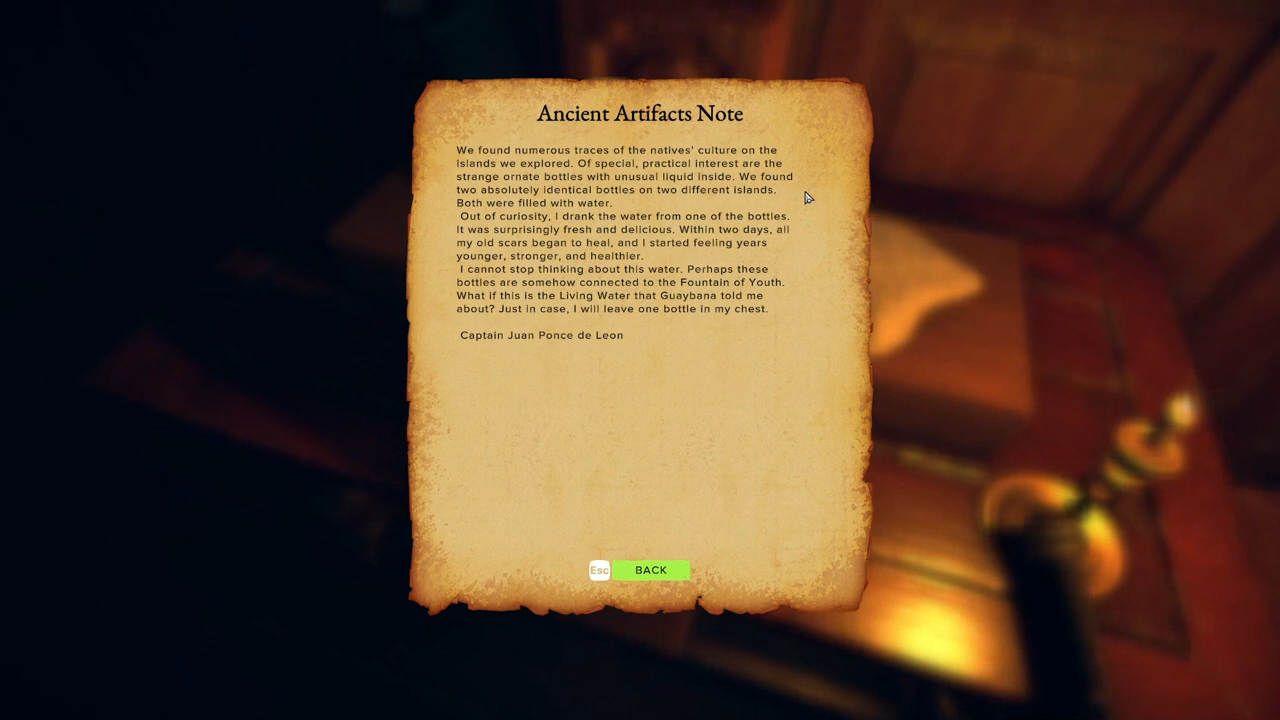 Ancient Artifacts Note
We found numerous traces of the natives' culture on the
islands we explored. Of special, practical interest are the
strange ornate bottles with unusual liquid inside. We found
two absolutely identical bottles on two different islands.
Both were filled with water.
Out of curiosity, I drank the water from one of the bottles.
It was surprisingly fresh and delicious. Within two days, all
my old scars began to heal, and I started feeling years
younger, stronger, and healthier.
I cannot stop thinking about this water. Perhaps these
bottles are somehow connected to the Fountain of Youth.
What if this is the Living Water that Guaybana told me
about? Just in case, I will leave one bottle in my chest.
Captain Juan Ponce de Leon
Esc BACK